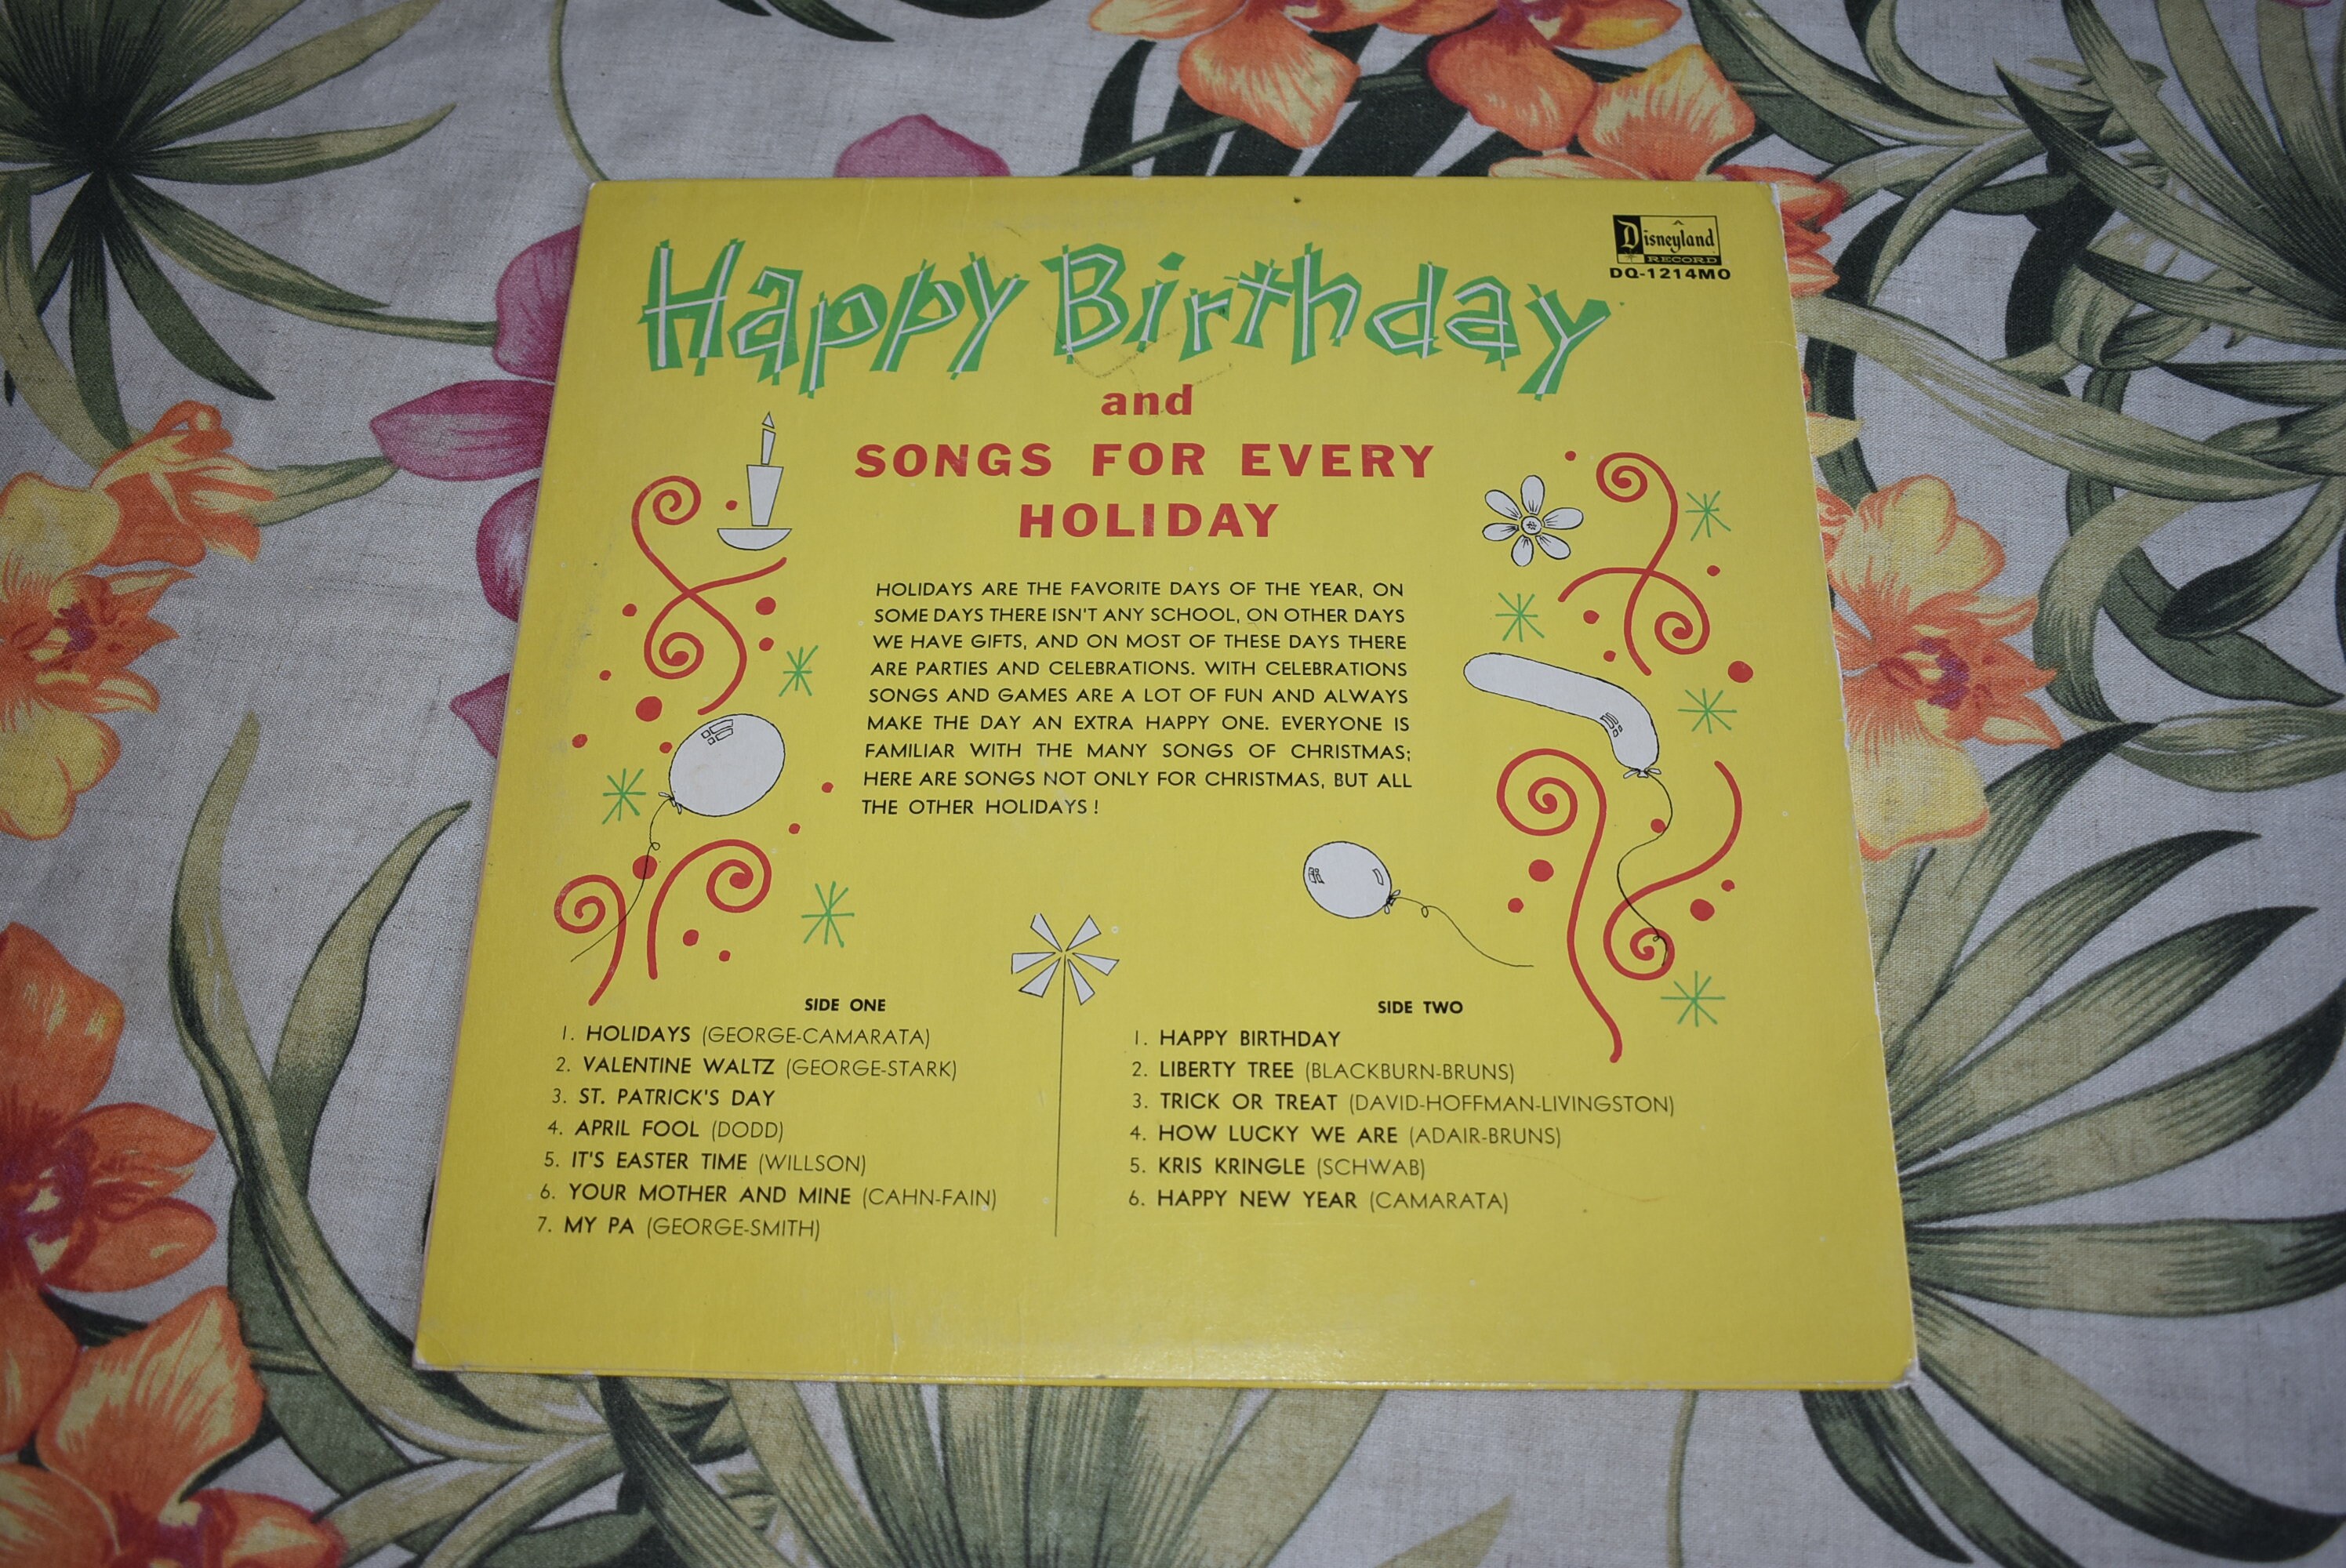 Disneyland
RECORD
DQ-1214MO
Happy Birthday
and
SONGS FOR EVERY
HOLIDAY
HOLIDAYS ARE THE FAVORITE DAYS OF THE YEAR, ON
SOME DAYS THERE ISN'T ANY SCHOOL, ON OTHER DAYS
WE HAVE GIFTS, AND ON MOST OF THESE DAYS THERE
ARE PARTIES AND CELEBRATIONS. WITH CELEBRATIONS
SONGS AND GAMES ARE A LOT OF FUN AND ALWAYS
MAKE THE DAY AN EXTRA HAPPY ONE. EVERYONE IS
FAMILIAR WITH THE MANY SONGS OF CHRISTMAS;
HERE ARE SONGS NOT ONLY FOR CHRISTMAS, BUT ALL
THE OTHER HOLIDAYS !
SIDE ONE
1. HOLIDAYS (GEORGE-CAMARATA)
2. VALENTINE WALTZ (GEORGE-STARK)
3. ST. PATRICK'S DAY
4. APRIL FOOL (DODD)
5. IT'S EASTER TIME (WILLSON)
6. YOUR MOTHER AND MINE (CAHN-FAIN)
7. MY PA (GEORGE-SMITH)
SIDE TWO
1. HAPPY BIRTHDAY
2. LIBERTY TREE (BLACKBURN-BRUNS)
3. TRICK OR TREAT (DAVID-HOFFMAN-LIVINGSTON)
4. HOW LUCKY WE ARE (ADAIR-BRUNS)
5. KRIS KRINGLE (SCHWAB)
6. HAPPY NEW YEAR (CAMARATA)